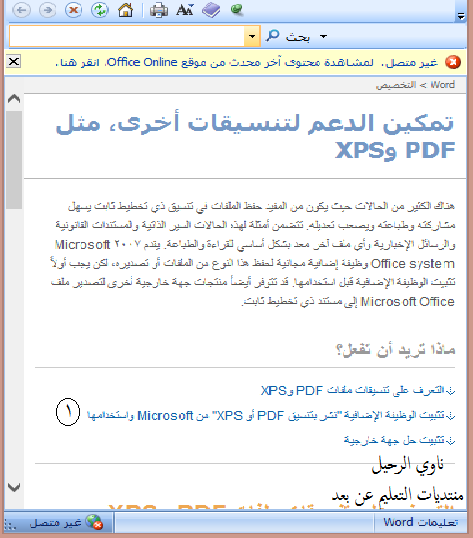 بحث
غير متصل. لمشاهدة محتوى آخر محدث من موقع Office Online، انقر هنا.
Word > التخصيص
تمكين الدعم لتنسيقات أخرى، مثل
PDF وXPS
هناك الكثير من الحالات حيث يكون من المفيد حفظ الملفات في تنسيق ذي تخطيط ثابت يسهل
مشاركته وطباعته ويصعب تعديله. تتضمن أمثلة لهذه الحالات السير الذاتية والمستندات القانونية
والرسائل الإخبارية وأي ملف آخر معد بشكل أساسي للقراءة والطباعة. يقدم ٢٠٠٧ Microsoft
Office system وظيفة إضافية مجانية لحفظ هذا النوع من الملفات أو تصديره، لكن يجب أولاً
تثبيت الوظيفة الإضافية قبل استخدامها. قد تتوفر أيضاً منتجات جهة خارجية أخرى لتصدير ملف
Microsoft Office إلى مستند ذي تخطيط ثابت.
ماذا تريد أن تفعل؟
التعرف على تنسيقات ملفات PDF وXPS
تثبيت الوظيفة الإضافية "نشر بتنسيق PDF أو XPS" من Microsoft واستخدامها
١
تثبيت حل جهة خارجية
ناوي الرحيل
منتديات التعليم عن بعد
تعليمات Word
غير متصل